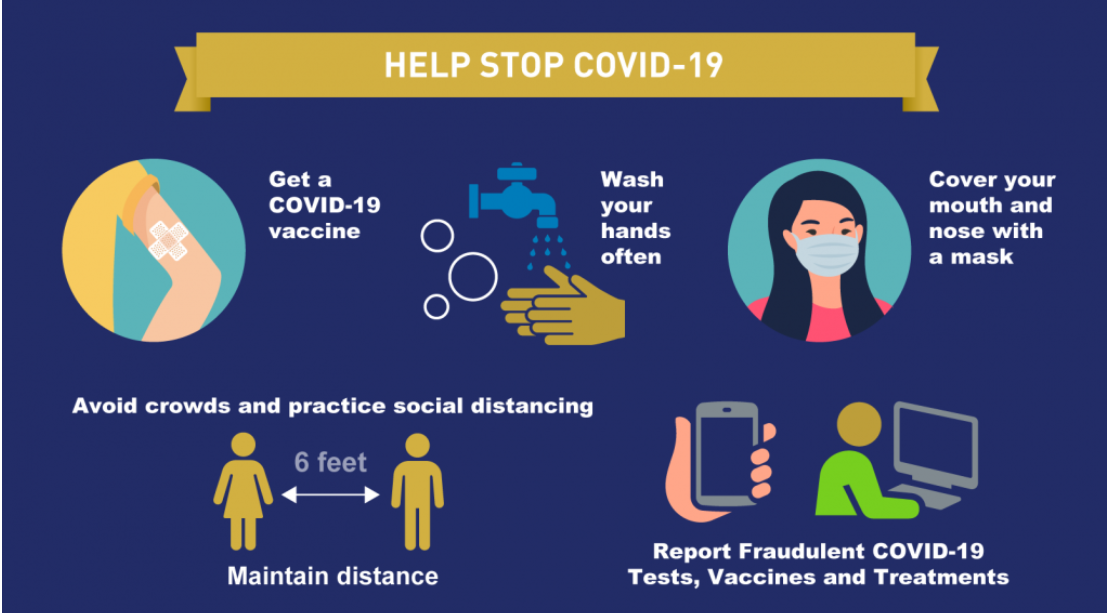 HELP STOP COVID-19
Get a
COVID-19
vaccine
Wash
your
hands
often
Cover your
mouth and
nose with
a mask
Avoid crowds and practice social distancing
6 feet
Maintain distance
Report Fraudulent COVID-19
Tests, Vaccines and Treatments